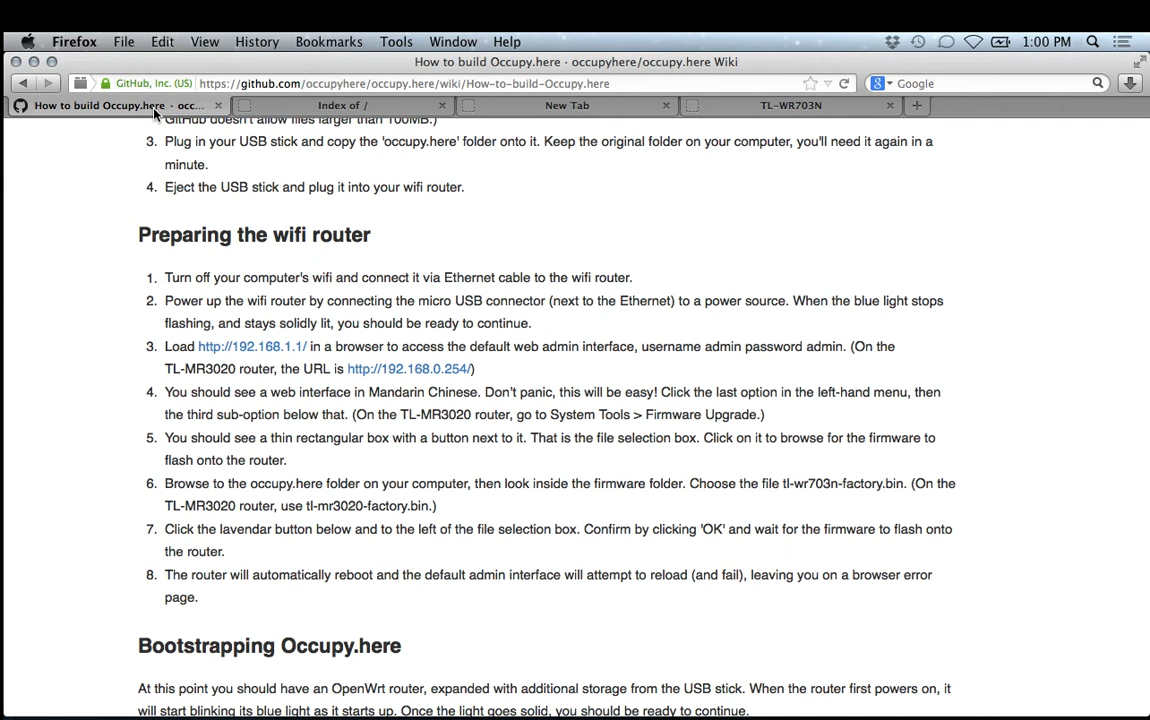 Firefox File Edit View History Bookmarks Tools Window Help 1:00 PM
How to build Occupy.here · occupyhere/occupy.here Wiki
GitHub, Inc. (US) https://github.com/occupyhere/occupy.here/wiki/How-to-build-Occupy.here Google
How to build Occupy.here · occ... Index of / New Tab TL-WR703N
GitHub doesn't allow files larger than 100MB.)
3. Plug in your USB stick and copy the 'occupy.here' folder onto it. Keep the original folder on your computer, you'll need it again in a
minute.
4. Eject the USB stick and plug it into your wifi router.
Preparing the wifi router
1. Turn off your computer's wifi and connect it via Ethernet cable to the wifi router.
2. Power up the wifi router by connecting the micro USB connector (next to the Ethernet) to a power source. When the blue light stops
flashing, and stays solidly lit, you should be ready to continue.
3. Load http://192.168.1.1/ in a browser to access the default web admin interface, username admin password admin. (On the
TL-MR3020 router, the URL is http://192.168.0.254/)
4. You should see a web interface in Mandarin Chinese. Don't panic, this will be easy! Click the last option in the left-hand menu, then
the third sub-option below that. (On the TL-MR3020 router, go to System Tools > Firmware Upgrade.)
5. You should see a thin rectangular box with a button next to it. That is the file selection box. Click on it to browse for the firmware to
flash onto the router.
6. Browse to the occupy.here folder on your computer, then look inside the firmware folder. Choose the file tl-wr703n-factory.bin. (On the
TL-MR3020 router, use tl-mr3020-factory.bin.)
7. Click the lavendar button below and to the left of the file selection box. Confirm by clicking 'OK' and wait for the firmware to flash onto
the router.
8. The router will automatically reboot and the default admin interface will attempt to reload (and fail), leaving you on a browser error
page.
Bootstrapping Occupy.here
At this point you should have an OpenWrt router, expanded with additional storage from the USB stick. When the router first powers on, it
will start blinking its blue light as it starts up. Once the light goes solid, you should be ready to continue.